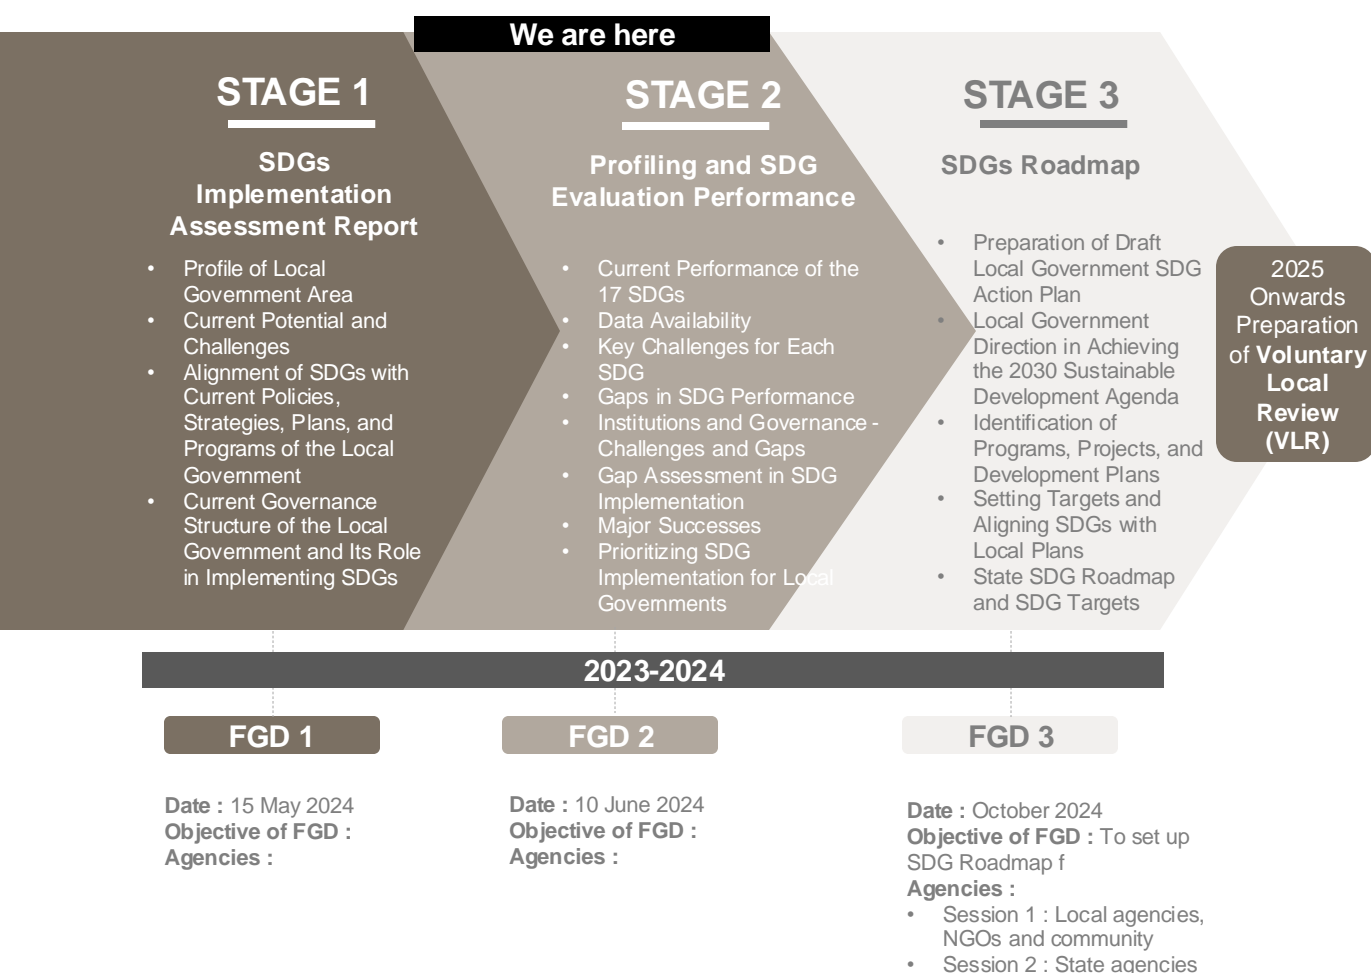 We are here
STAGE 1
SDGs
Implementation
Assessment Report
• Profile of Local
Government Area
• Current Potential and
Challenges
• Alignment of SDGs with
Current Policies,
Strategies, Plans, and
Programs of the Local
Government
• Current Governance
Structure of the Local
Government and Its Role
in Implementing SDGs
STAGE 2
Profiling and SDG
Evaluation Performance
• Current Performance of the
17 SDGs
• Data Availability
• Key Challenges for Each
SDG
• Gaps in SDG Performance
• Institutions and Governance -
Challenges and Gaps
• Gap Assessment in SDG
Implementation
• Major Successes
• Prioritizing SDG
Implementation for Local
Governments
STAGE 3
SDGs Roadmap
• Preparation of Draft
Local Government SDG
Action Plan
• Local Government
Direction in Achieving
the 2030 Sustainable
Development Agenda
• Identification of
Programs, Projects, and
Development Plans
• Setting Targets and
Aligning SDGs with
Local Plans
• State SDG Roadmap
and SDG Targets
2025
Onwards
Preparation
of Voluntary
Local
Review
(VLR)
2023-2024
FGD 1
Date : 15 May 2024
Objective of FGD :
Agencies :
FGD 2
Date : 10 June 2024
Objective of FGD :
Agencies :
FGD 3
Date : October 2024
Objective of FGD : To set up
SDG Roadmap f
Agencies :
• Session 1 : Local agencies,
NGOs and community
• Session 2 : State agencies